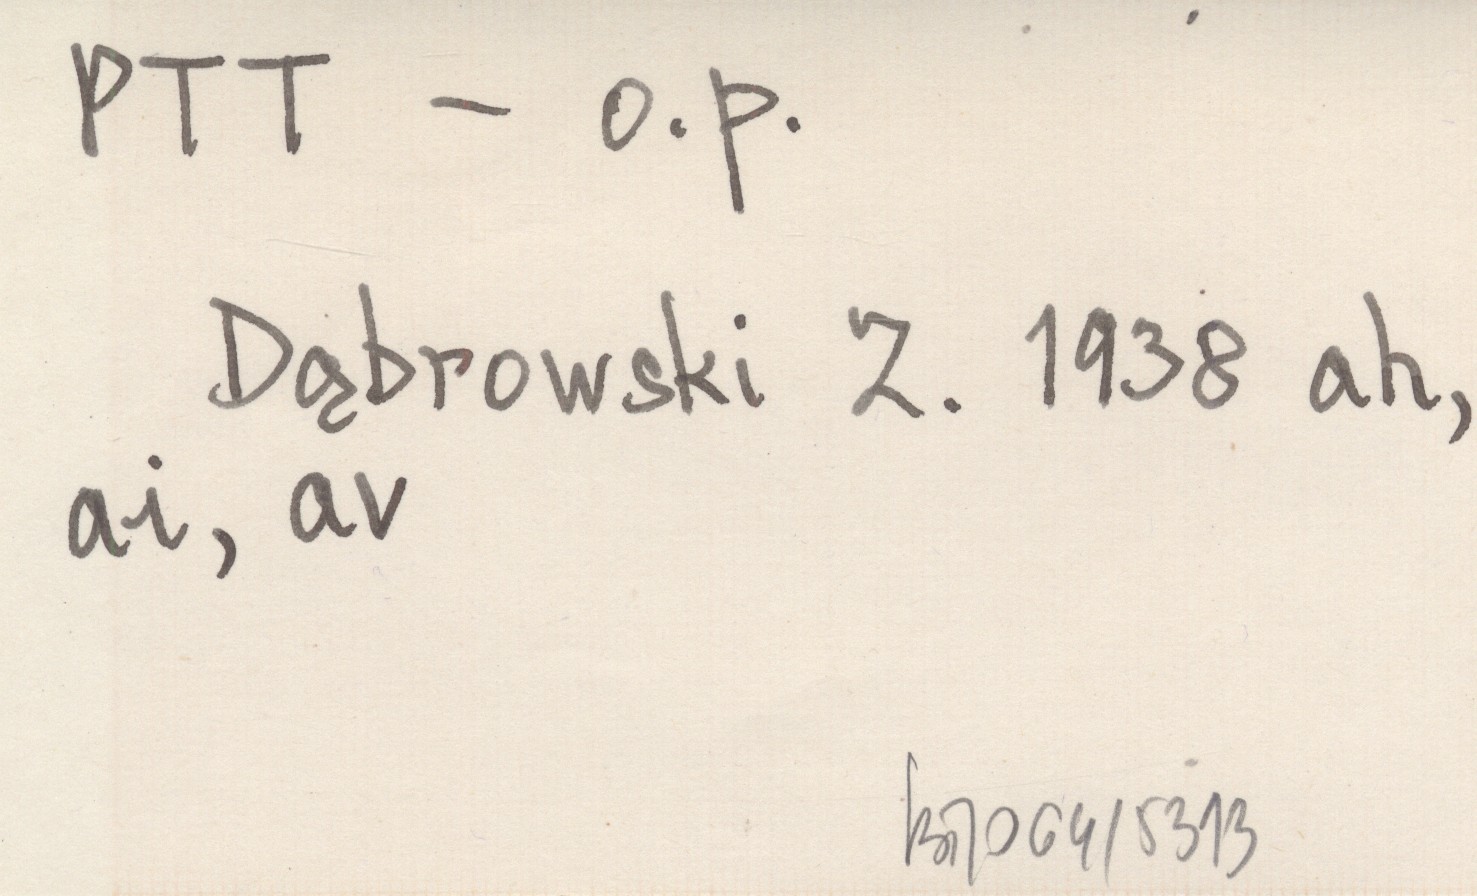 PTT - o.p.
Dąbrowski Z. 1938 ah,
ai, av